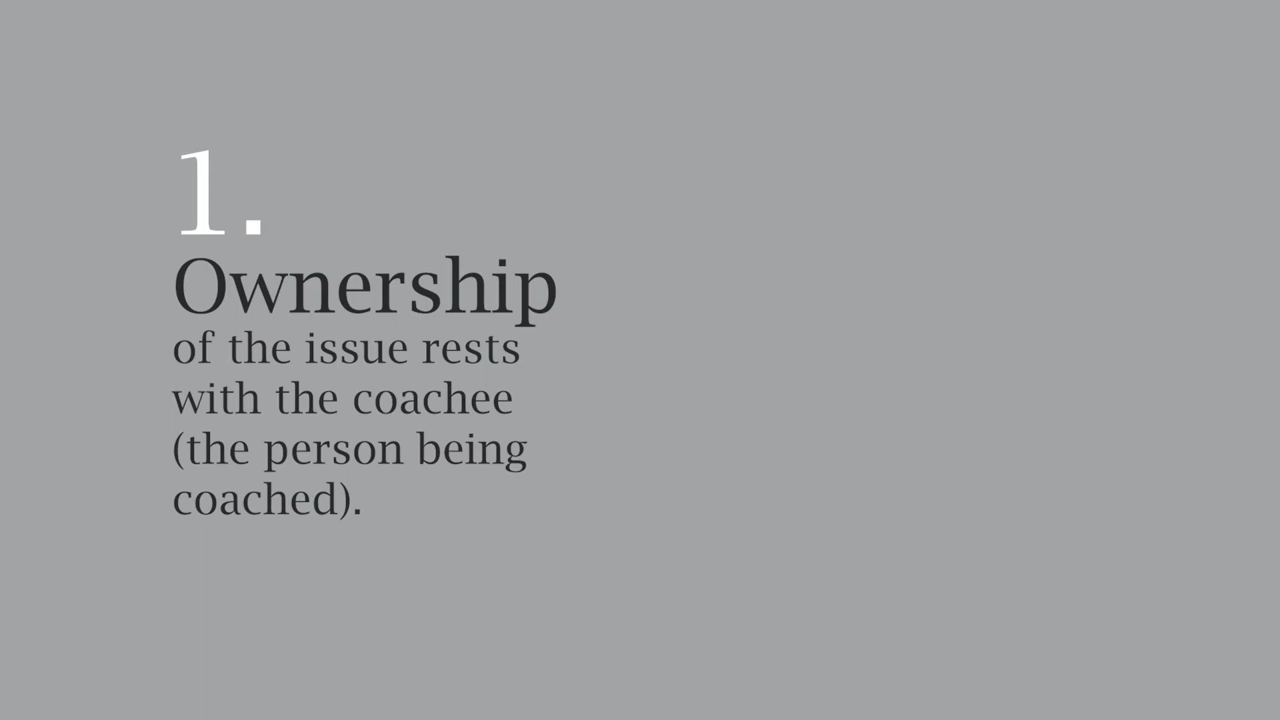 1.
Ownership
of the issue rests
with the coachee
(the person being
coached).